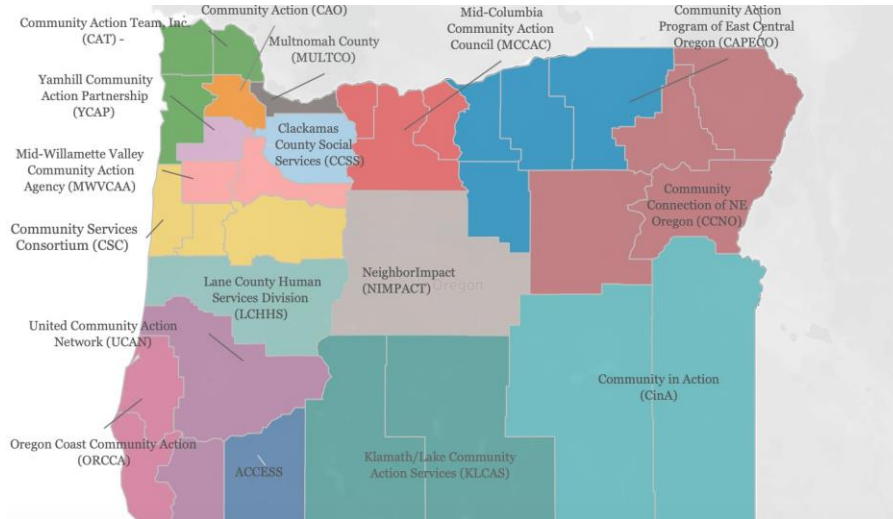 Community Action Team, Inc.
(CAT) -
Community Action (CAO)
Multnomah County
(MULTCO)
Mid-Columbia
Community Action
Council (MCCAC)
Community Action
Program of East Central
Oregon (CAPECO)
Yamhill Community
Action Partnership
(YCAP)
Clackamas
County Social
Services (CCSS)
Mid-Willamette Valley
Community Action
Agency (MWVCAA)
Community
Connection of NE
Oregon (CCNO)
Community Services
Consortium (CSC)
Lane County Human
Services Division
(LCHHS)
NeighborImpact
(NIMPACT)
Oregon
United Community Action
Network (UCAN)
Community in Action
(CinA)
Oregon Coast Community Action
(ORCCA)
ACCESS
Klamath/Lake Community
Action Services (KLCAS)